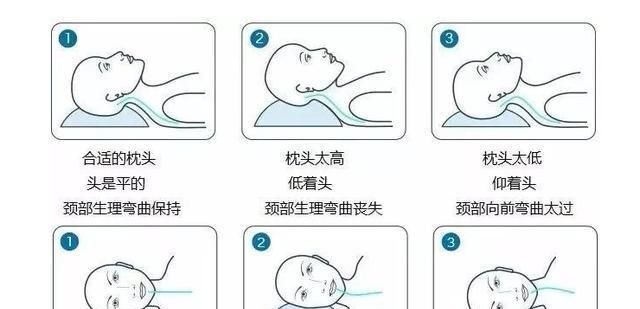 1 2 3
合适的枕头 枕头太高 枕头太低
头是平的 低着头 仰着头
颈部生理弯曲保持 颈部生理弯曲丧失 颈部向前弯曲太过
1 2 3